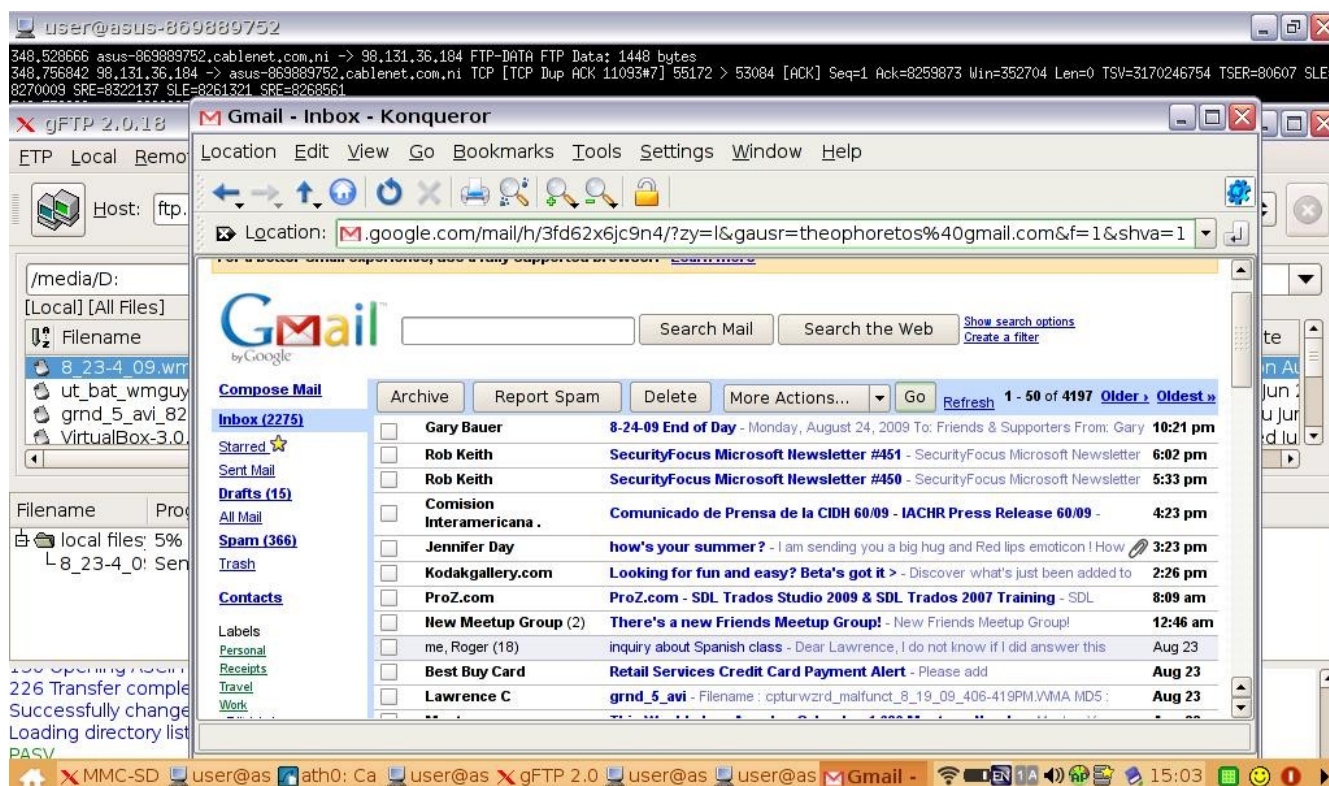 user@asus-869889752
348.528666 asus-869889752.cablenet.com.ni -> 98.131.36.184 FTP-DATA FTP Data: 1448 bytes
348.756842 98.131.36.184 -> asus-869889752.cablenet.com.ni TCP [TCP Dup ACK 11093#7] 55172 > 53084 [ACK] Seq=1 Ack=8259873 Win=352704 Len=0 TSV=3170246754 TSER=80607 SLE=
8270009 SRE=8322137 SLE=8261321 SRE=8268561
gFTP 2.0.18
FTP Local Remo
Host: ftp.
/media/D:
[Local] [All Files]
Filename
8_23-4_09.wm
ut_bat_wmguy
grnd_5_avi_82
VirtualBox-3.0.
Filename Prog
local files 5%
8_23-4_0 Sen
226 Transfer comple
Successfully change
Loading directory list
PASV
Gmail - Inbox - Konqueror
Location Edit View Go Bookmarks Tools Settings Window Help
Location: .google.com/mail/h/3fd62x6jc9n4/?zy=l&gausr=theophoretos%40gmail.com&f=1&shva=1
For a better Gmail experience, use a fully supported browser. Learn more
Gmail
by Google
Search Mail Search the Web Show search options
Create a filter
Compose Mail
Inbox (2275)
Starred
Sent Mail
Drafts (15)
All Mail
Spam (366)
Trash
Contacts
Labels
Personal
Receipts
Travel
Work
Archive Report Spam Delete More Actions... Go Refresh 1 - 50 of 4197 Older › Oldest »
Gary Bauer 8-24-09 End of Day - Monday, August 24, 2009 To: Friends & Supporters From: Gary 10:21 pm
Rob Keith SecurityFocus Microsoft Newsletter #451 - SecurityFocus Microsoft Newsletter 6:02 pm
Rob Keith SecurityFocus Microsoft Newsletter #450 - SecurityFocus Microsoft Newsletter 5:33 pm
Comision Interamericana . Comunicado de Prensa de la CIDH 60/09 - IACHR Press Release 60/09 - 4:23 pm
Jennifer Day how's your summer? - I am sending you a big hug and Red lips emoticon ! How 3:23 pm
Kodakgallery.com Looking for fun and easy? Beta's got it > - Discover what's just been added to 2:26 pm
ProZ.com ProZ.com - SDL Trados Studio 2009 & SDL Trados 2007 Training - SDL 8:09 am
New Meetup Group (2) There's a new Friends Meetup Group! - New Friends Meetup Group! 12:46 am
me, Roger (18) inquiry about Spanish class - Dear Lawrence, I do not know if I did answer this Aug 23
Best Buy Card Retail Services Credit Card Payment Alert - Please add Aug 23
Lawrence C grnd_5_avi - Filename : cpturwzrd_malfunct_8_19_09_406-419PM.WMA MD5 : Aug 23
MMC-SD user@as ath0: Ca user@as gFTP 2.0 user@as user@as Gmail - EN 1A AP 15:03